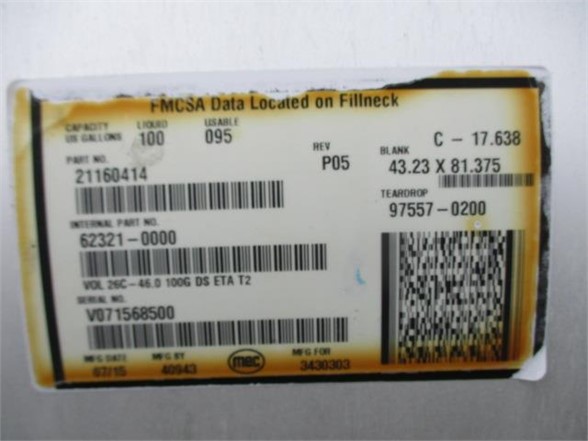 FMCSA Data Located on Fillneck
CAPACITY LIQUID USABLE
US GALLONS 100 095
PART NO. REV
21160414 P05
BLANK C - 17.638
43.23 X 81.375
TEARDROP
97557-0200
INTERNAL PART NO.
62321-0000
VOL 26C-46.0 100G DS ETA T2
SERIAL NO.
V071568500
MFG DATE MFG BY mec MFG FOR
07/15 40943 3430303